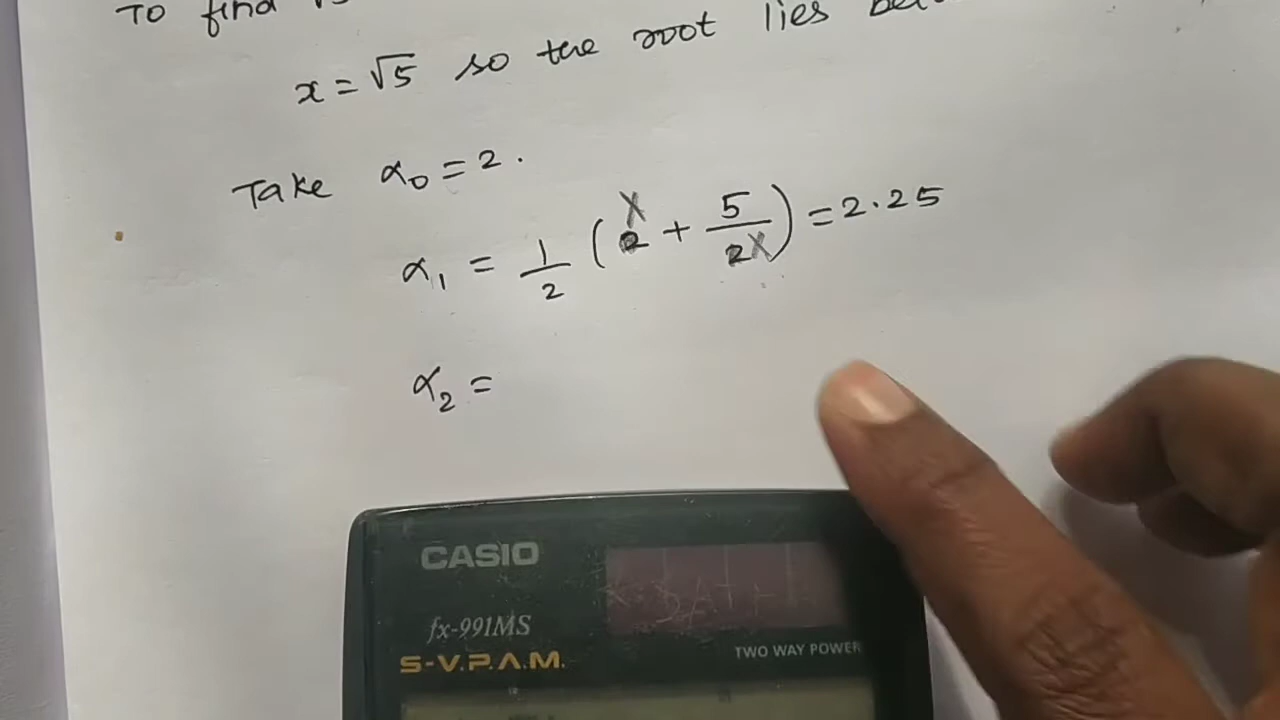 To find
x = √5 so the root lies
Take α₀ = 2.
α₁ = 1/2 (2 X + 5/2X) = 2.25
α₂ =
CASIO
fx-991MS
S-V.P.A.M.
TWO WAY POWER